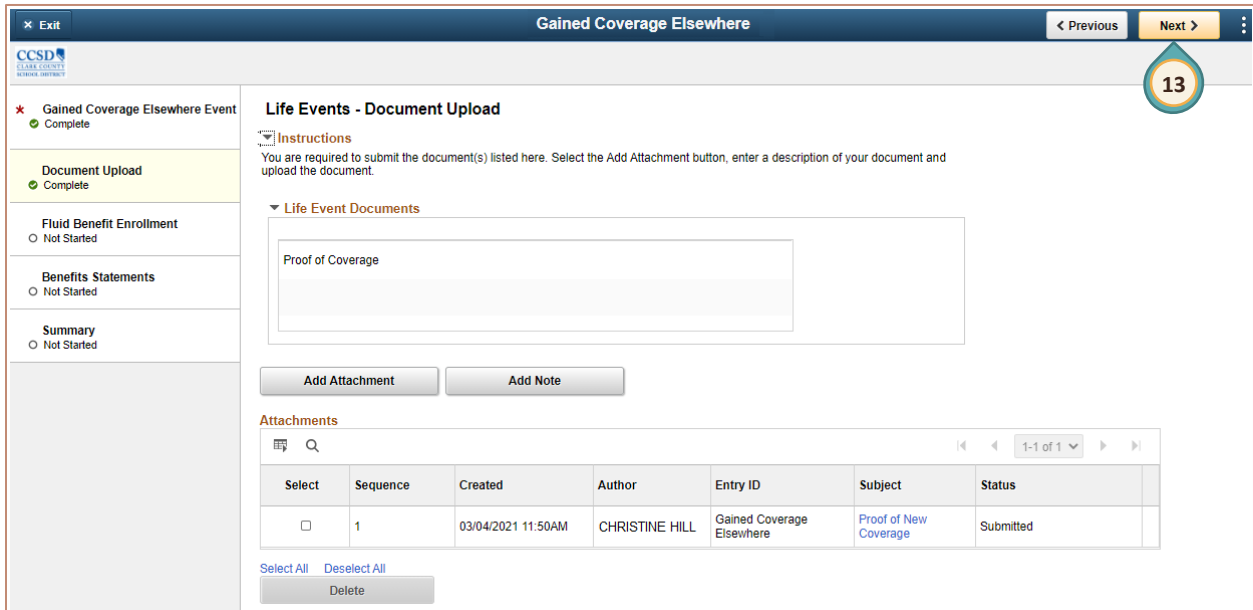 × Exit
Gained Coverage Elsewhere
< Previous
Next >
13
CCSD
CLARK COUNTY
SCHOOL DISTRICT
* Gained Coverage Elsewhere Event
Complete
Document Upload
Complete
Fluid Benefit Enrollment
Not Started
Benefits Statements
Not Started
Summary
Not Started
Life Events - Document Upload
Instructions
You are required to submit the document(s) listed here. Select the Add Attachment button, enter a description of your document and
upload the document.
Life Event Documents
Proof of Coverage
Add Attachment
Add Note
Attachments
1-1 of 1
Select Sequence Created Author Entry ID Subject Status
1 03/04/2021 11:50AM CHRISTINE HILL Gained Coverage Elsewhere Proof of New Coverage Submitted
Select All Deselect All
Delete